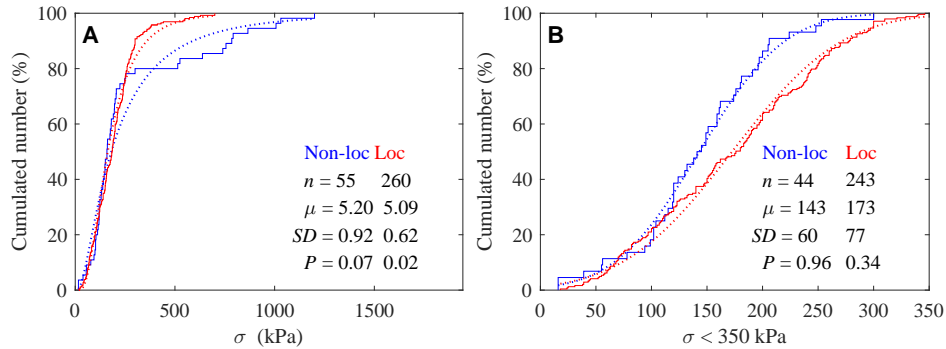 A
Cumulated number (%)
100
80
60
40
20
0
Non-loc Loc
n = 55 260
μ = 5.20 5.09
SD = 0.92 0.62
P = 0.07 0.02
0 500 1000 1500
σ (kPa)
B
Cumulated number (%)
100
80
60
40
20
0
Non-loc Loc
n = 44 243
μ = 143 173
SD = 60 77
P = 0.96 0.34
0 50 100 150 200 250 300 350
σ < 350 kPa